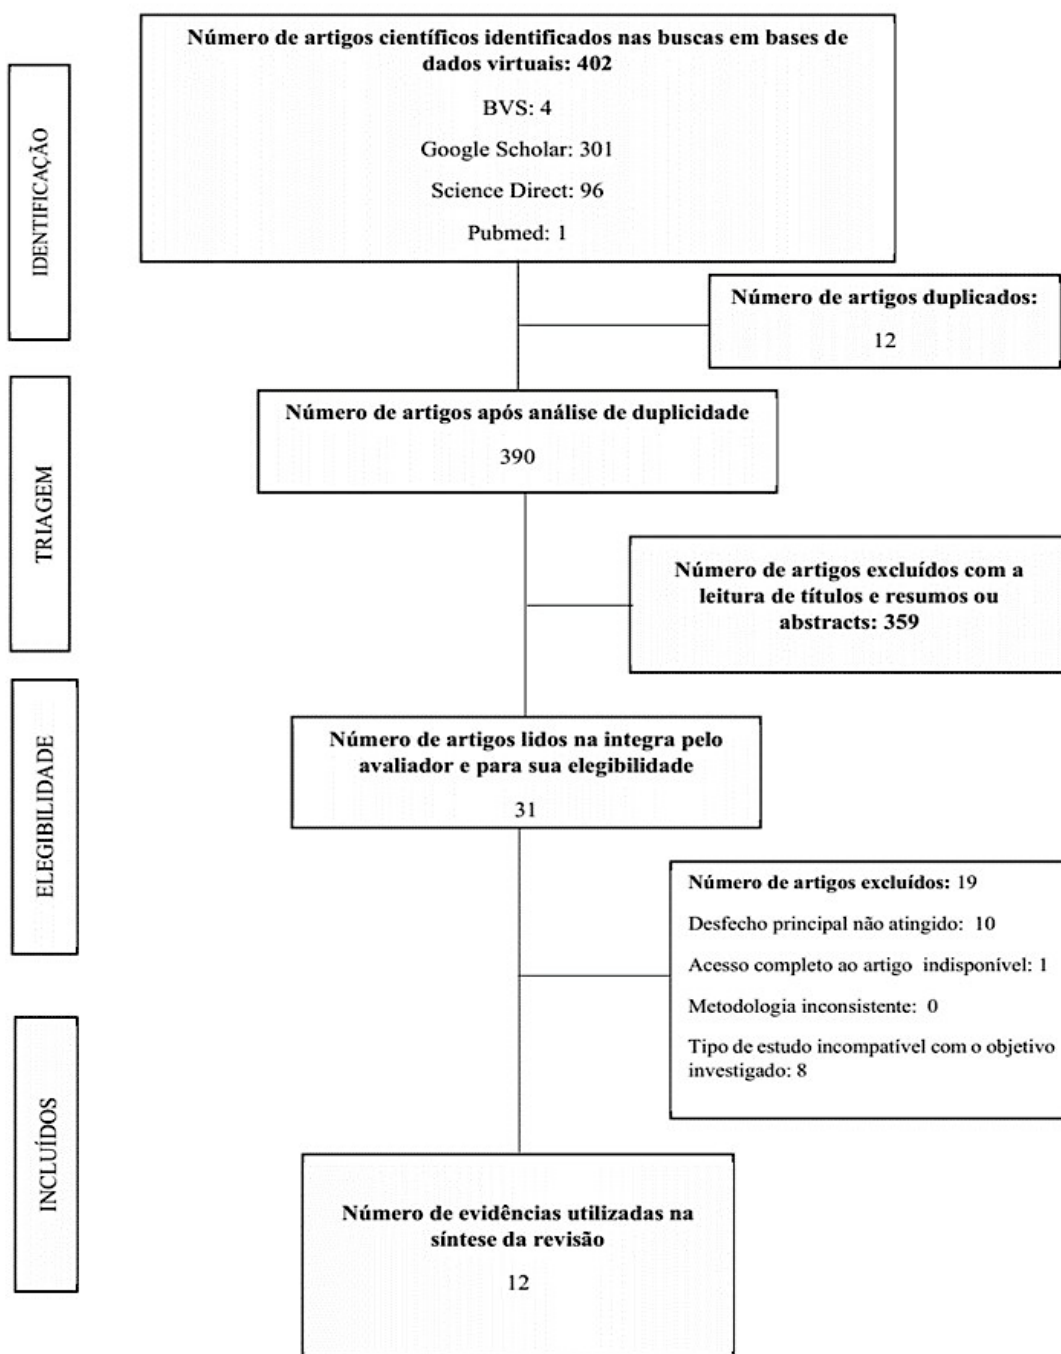 IDENTIFICAÇÃO
Número de artigos científicos identificados nas buscas em bases de
dados virtuais: 402
BVS: 4
Google Scholar: 301
Science Direct: 96
Pubmed: 1
Número de artigos duplicados:
12
TRIAGEM
Número de artigos após análise de duplicidade
390
Número de artigos excluídos com a
leitura de títulos e resumos ou
abstracts: 359
ELEGIBILIDADE
Número de artigos lidos na integra pelo
avaliador e para sua elegibilidade
31
Número de artigos excluídos: 19
Desfecho principal não atingido: 10
Acesso completo ao artigo indisponível: 1
Metodologia inconsistente: 0
Tipo de estudo incompatível com o objetivo
investigado: 8
INCLUÍDOS
Número de evidências utilizadas na
síntese da revisão
12